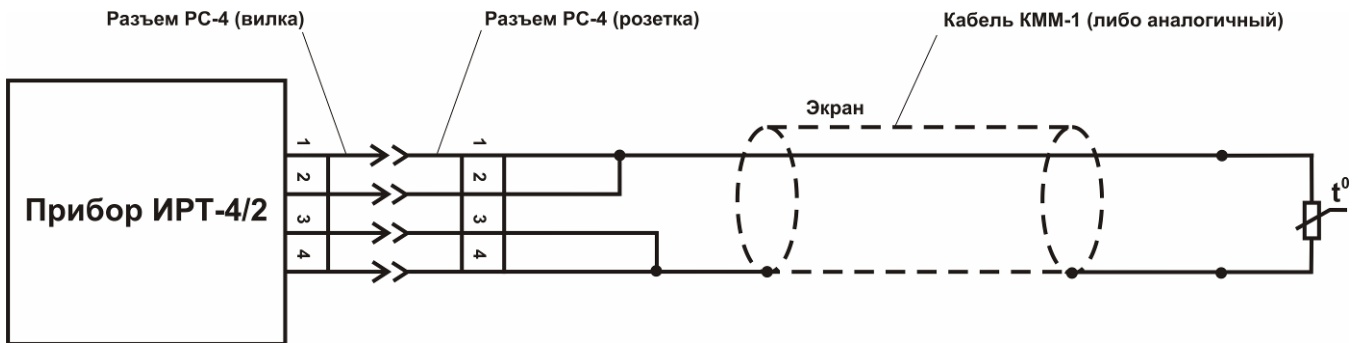 Разъем РС-4 (вилка)
Разъем РС-4 (розетка)
Кабель КММ-1 (либо аналогичный)
Экран
Прибор ИРТ-4/2
1
2
3
4
1
2
3
4
t⁰